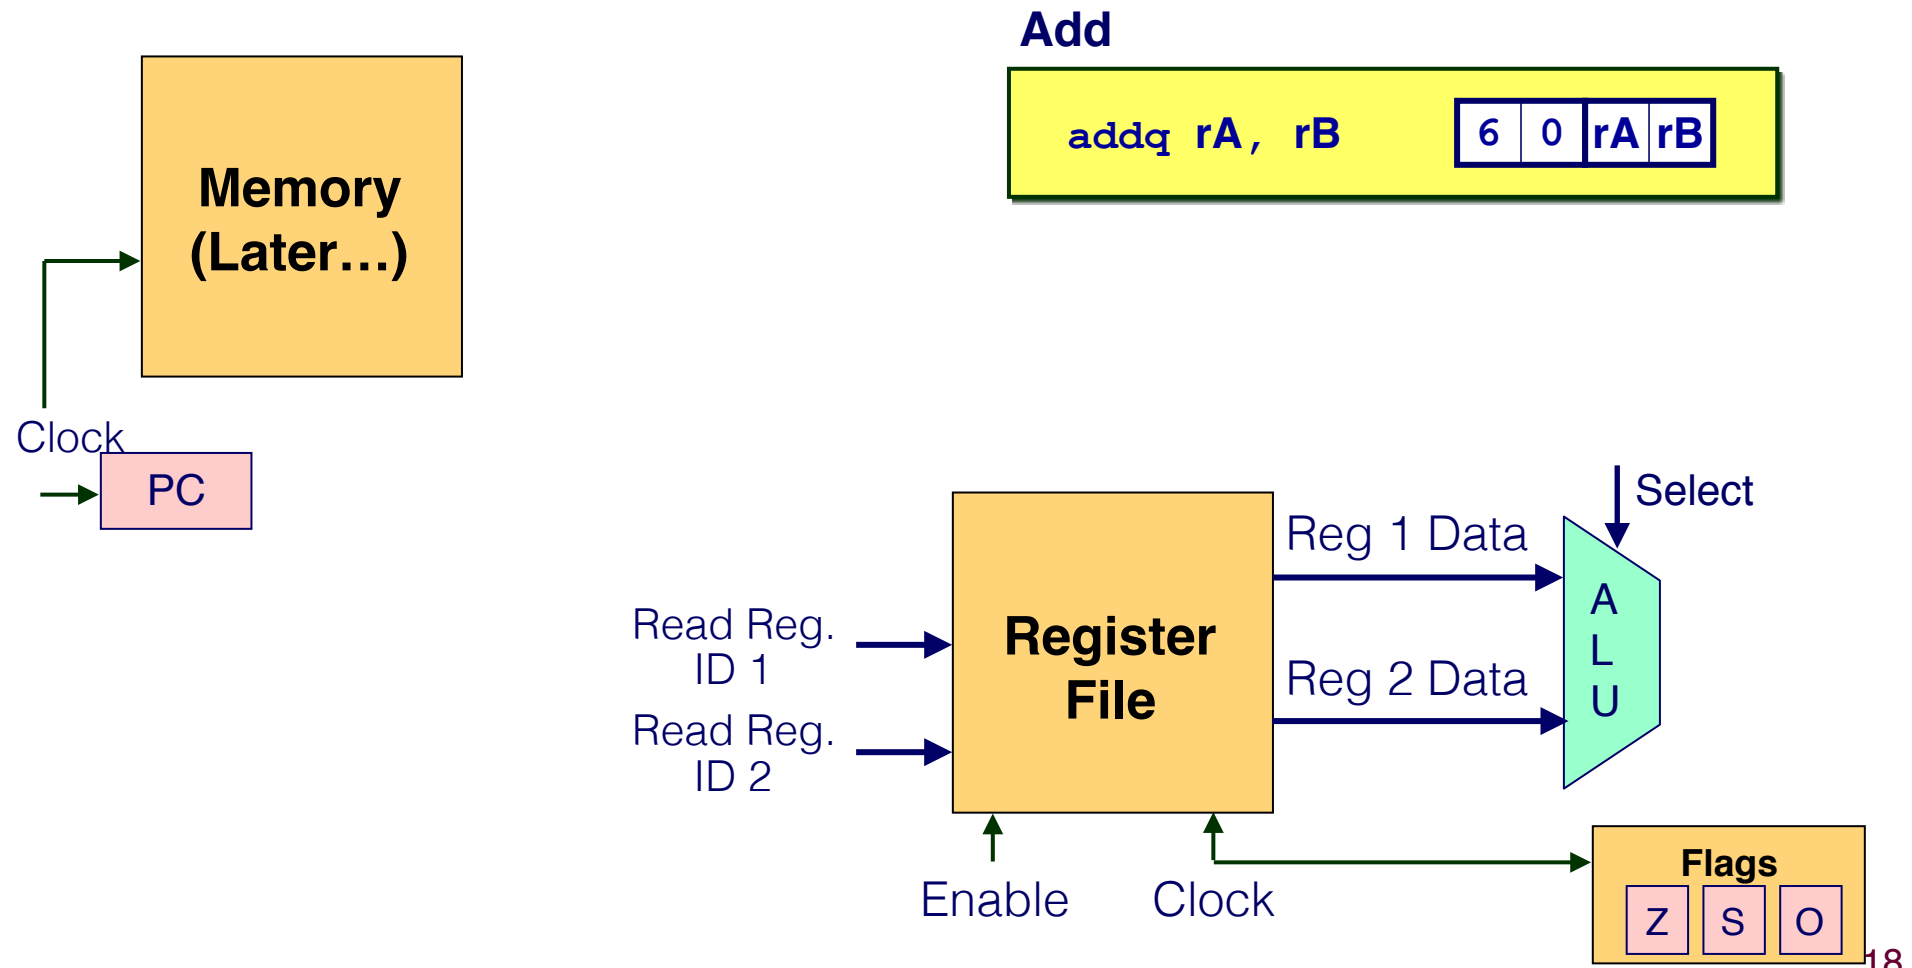 Add
addq rA, rB
6 0 rA rB
Memory
(Later…)
Clock
PC
Select
Reg 1 Data
Read Reg.
ID 1
Register
File
A
L
U
Reg 2 Data
Read Reg.
ID 2
Enable
Clock
Flags
Z S O
18